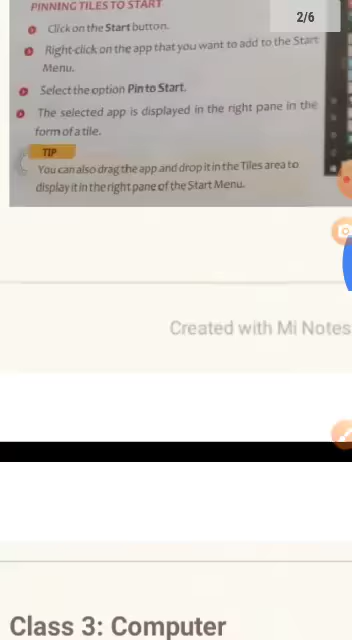 PINNING TILES TO START
2/6
Click on the Start button.
Right-click on the app that you want to add to the Start
Menu.
Select the option Pin to Start.
The selected app is displayed in the right pane in the
form of a tile.
TIP
You can also drag the app and drop it in the Tiles area to
display it in the right pane of the Start Menu.
Created with Mi Notes
Class 3: Computer